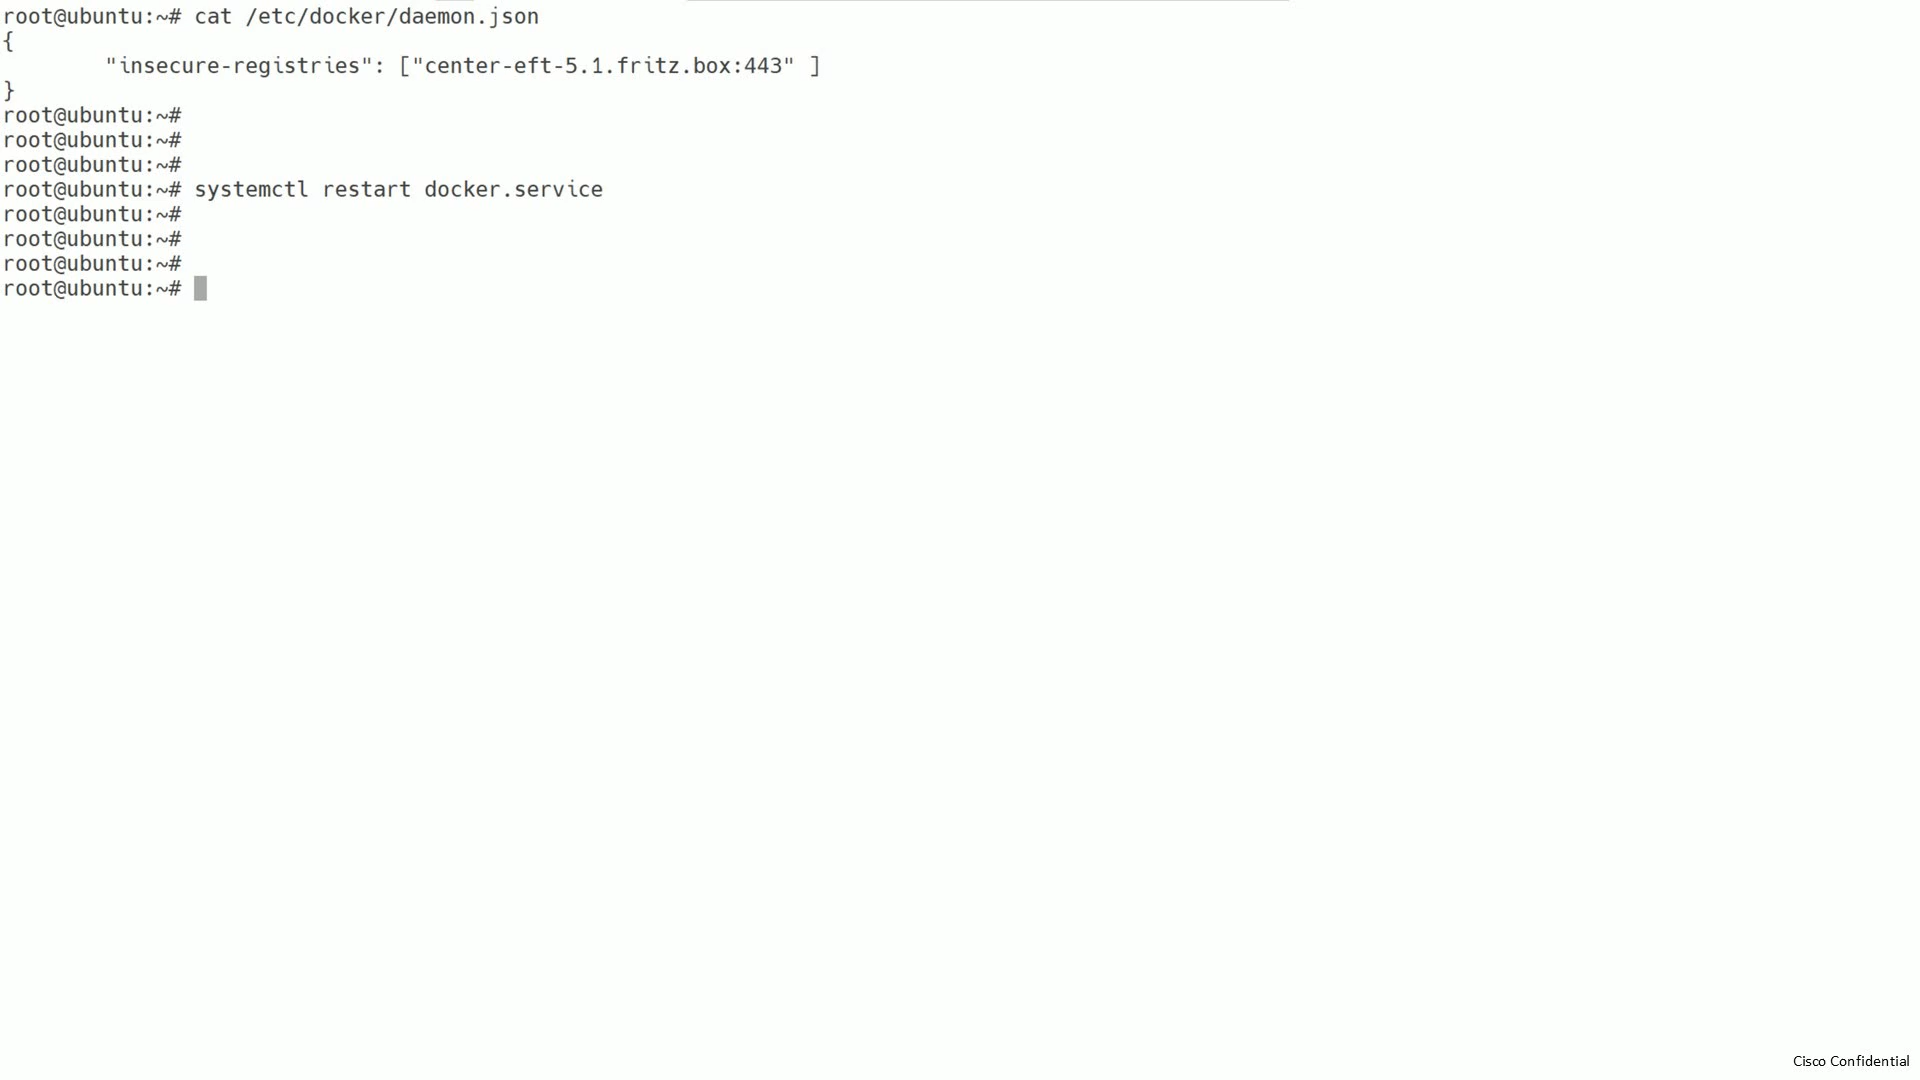 root@ubuntu:~# cat /etc/docker/daemon.json
{
        "insecure-registries": ["center-eft-5.1.fritz.box:443" ]
}
root@ubuntu:~#
root@ubuntu:~#
root@ubuntu:~#
root@ubuntu:~# systemctl restart docker.service
root@ubuntu:~#
root@ubuntu:~#
root@ubuntu:~#
root@ubuntu:~#
Cisco Confidential